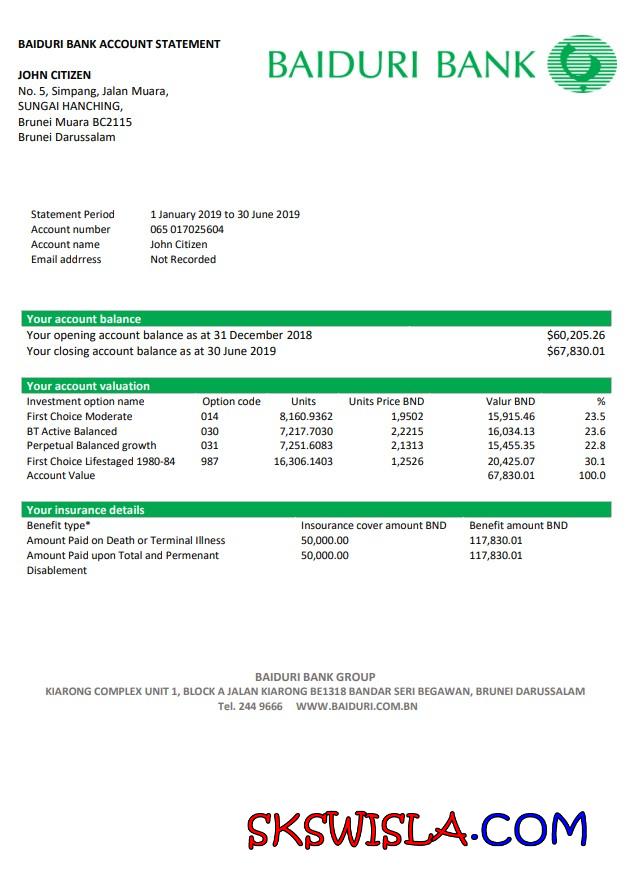 BAIDURI BANK ACCOUNT STATEMENT
BAIDURI BANK
JOHN CITIZEN
No. 5, Simpang, Jalan Muara,
SUNGAI HANCHING,
Brunei Muara BC2115
Brunei Darussalam
Statement Period 1 January 2019 to 30 June 2019
Account number 065 017025604
Account name John Citizen
Email addrress Not Recorded
Your account balance
Your opening account balance as at 31 December 2018 $60,205.26
Your closing account balance as at 30 June 2019 $67,830.01
Your account valuation
Investment option name Option code Units Units Price BND Valur BND %
First Choice Moderate 014 8,160.9362 1,9502 15,915.46 23.5
BT Active Balanced 030 7,217.7030 2,2215 16,034.13 23.6
Perpetual Balanced growth 031 7,251.6083 2,1313 15,455.35 22.8
First Choice Lifestaged 1980-84 987 16,306.1403 1,2526 20,425.07 30.1
Account Value 67,830.01 100.0
Your insurance details
Benefit type* Insourance cover amount BND Benefit amount BND
Amount Paid on Death or Terminal Illness 50,000.00 117,830.01
Amount Paid upon Total and Permenant 50,000.00 117,830.01
Disablement
BAIDURI BANK GROUP
KIARONG COMPLEX UNIT 1, BLOCK A JALAN KIARONG BE1318 BANDAR SERI BEGAWAN, BRUNEI DARUSSALAM
Tel. 244 9666 WWW.BAIDURI.COM.BN
SKSWISLA.COM